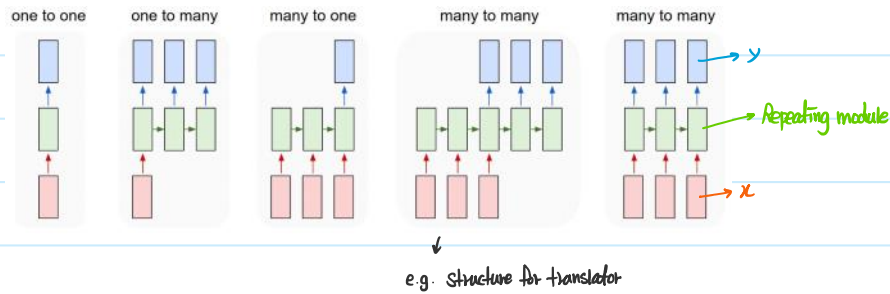 one to one one to many many to one many to many many to many
y
Repeating module
x
e.g. structure for translator